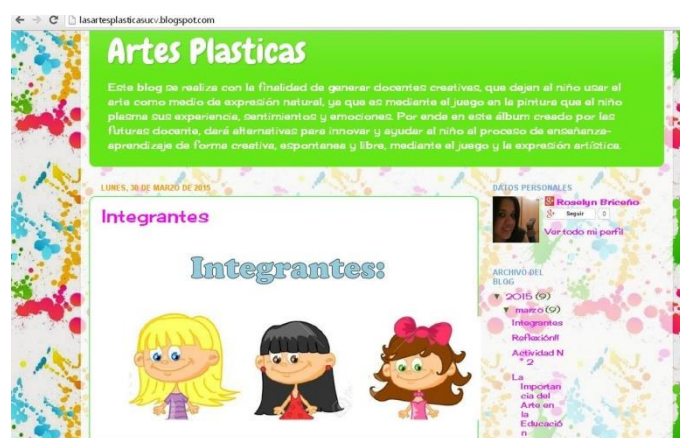 lasartesplasticasucv.blogspot.com
Artes Plasticas
Este blog se realiza con la finalidad de generar docentes creativas, que dejen al niño usar el
arte como medio de expresión natural, ya que es mediante el juego en la pintura que el niño
plasma sus experiencia, sentimientos y emociones. Por ende en este álbum creado por las
futuras docente, dará alternativas para innovar y ayudar al niño al proceso de enseñanza-
aprendizaje de forma creativa, espontanea y libre, mediante el juego y la expresión artística.
LUNES, 30 DE MARZO DE 2015
Integrantes
Integrantes:
DATOS PERSONALES
Roselyn Briceño
Seguir 0
Ver todo mi perfil
ARCHIVO DEL
BLOG
▼ 2015 (9)
▼ marzo (9)
Integrantes
Reflexión!!
Actividad N
° 2
La
Importan
cia del
Arte en
la
Educació
n